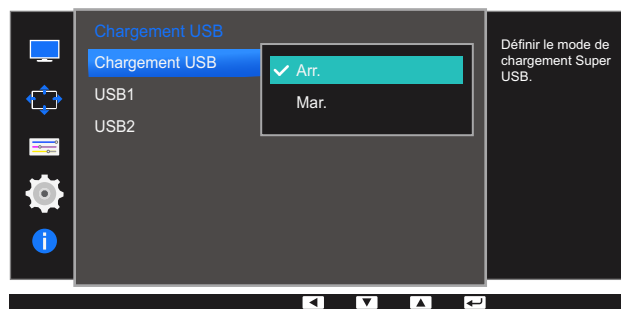 Chargement USB
Chargement USB
Arr.
Mar.
USB1
USB2
Définir le mode de
chargement Super
USB.